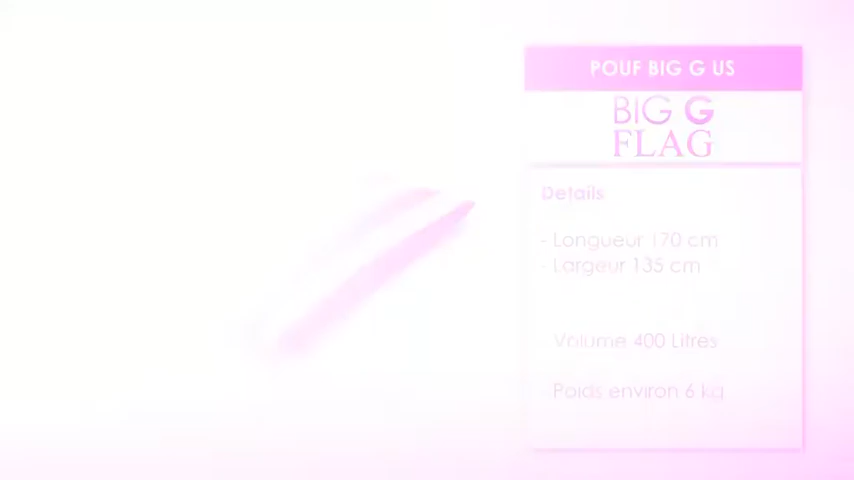 POUF BIG G US
BIG G
FLAG
Details
- Longueur 170 cm
- Largeur 135 cm
Volume 400 Litres
Poids environ 6 kg